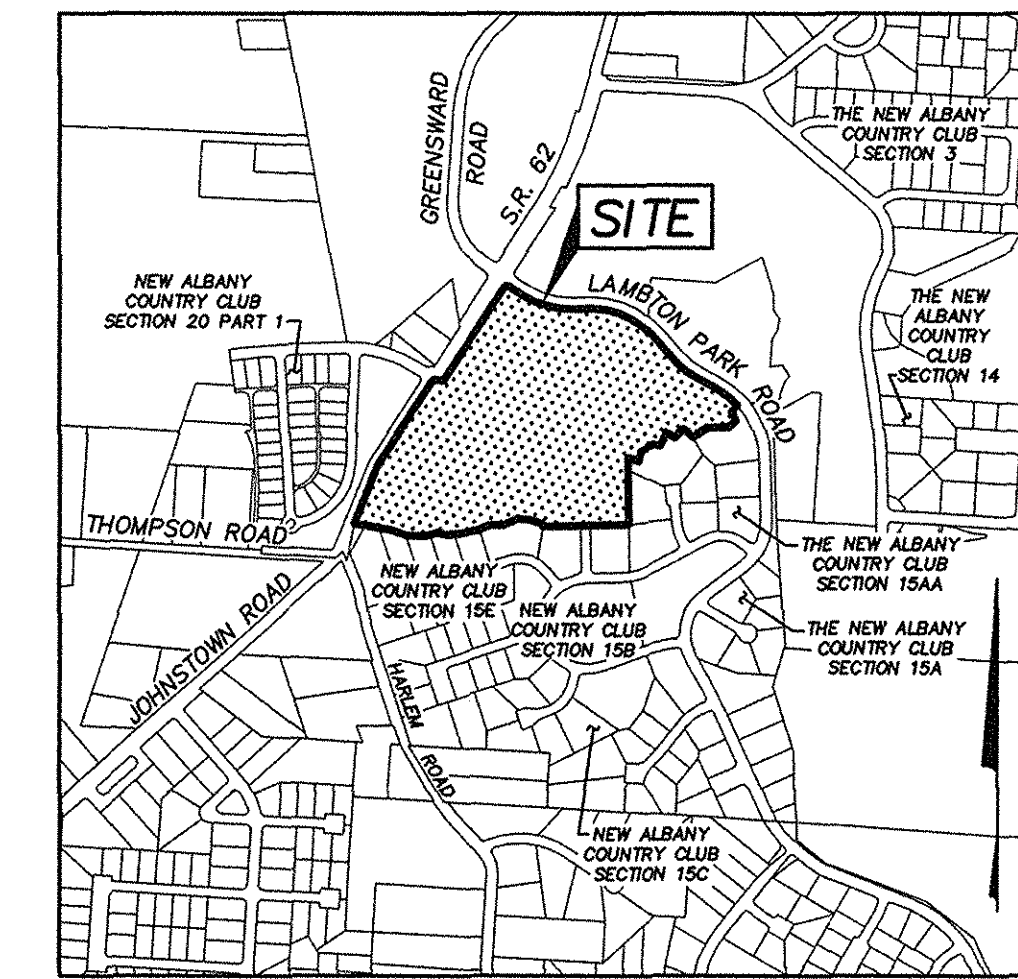 THE NEW ALBANY
COUNTRY CLUB
SECTION 3
GREENSWARD
ROAD
S.R. 62
SITE
NEW ALBANY
COUNTRY CLUB
SECTION 20 PART 1
LAMBTON PARK ROAD
THE NEW
ALBANY
COUNTRY
CLUB
SECTION 14
THOMPSON ROAD
NEW ALBANY
COUNTRY CLUB
SECTION 15E
NEW ALBANY
COUNTRY CLUB
SECTION 15B
THE NEW ALBANY
COUNTRY CLUB
SECTION 15AA
THE NEW ALBANY
COUNTRY CLUB
SECTION 15A
JOHNSTOWN ROAD
HARLEM
ROAD
NEW ALBANY
COUNTRY CLUB
SECTION 15C